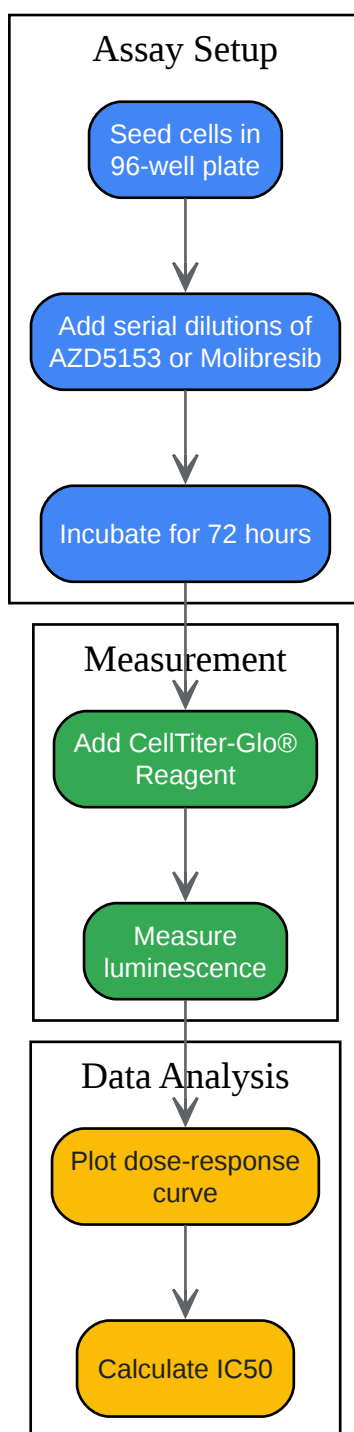 Assay Setup
Seed cells in
96-well plate
Add serial dilutions of
AZD5153 or Molibresib
Incubate for 72 hours
Measurement
Add CellTiter-Glo®
Reagent
Measure
luminescence
Data Analysis
Plot dose-response
curve
Calculate IC50